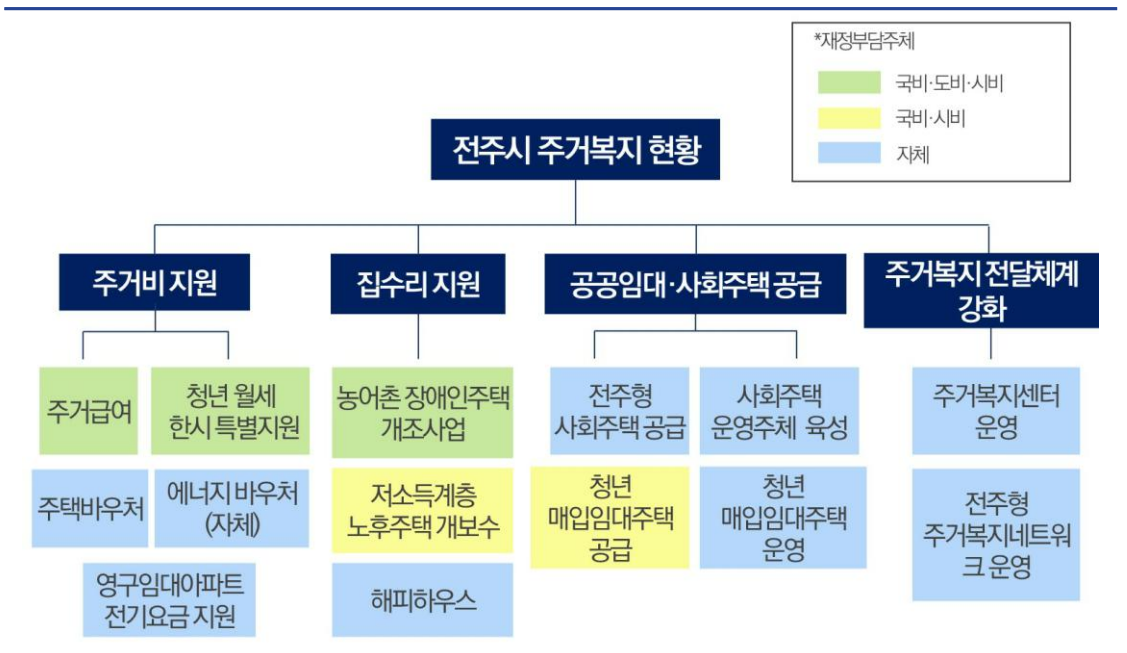 *재정부담주체
국비·도비·시비
국비·시비
자체
전주시 주거복지 현황
주거비 지원
집수리 지원
공공임대·사회주택 공급
주거복지 전달체계
강화
주거급여
청년 월세
한시 특별지원
농어촌 장애인주택
개조사업
전주형
사회주택 공급
사회주택
운영주체 육성
주거복지센터
운영
주택바우처
에너지 바우처
(자체)
저소득계층
노후주택 개보수
청년
매입임대주택
공급
청년
매입임대주택
운영
전주형
주거복지네트워
크 운영
영구임대아파트
전기요금 지원
해피하우스